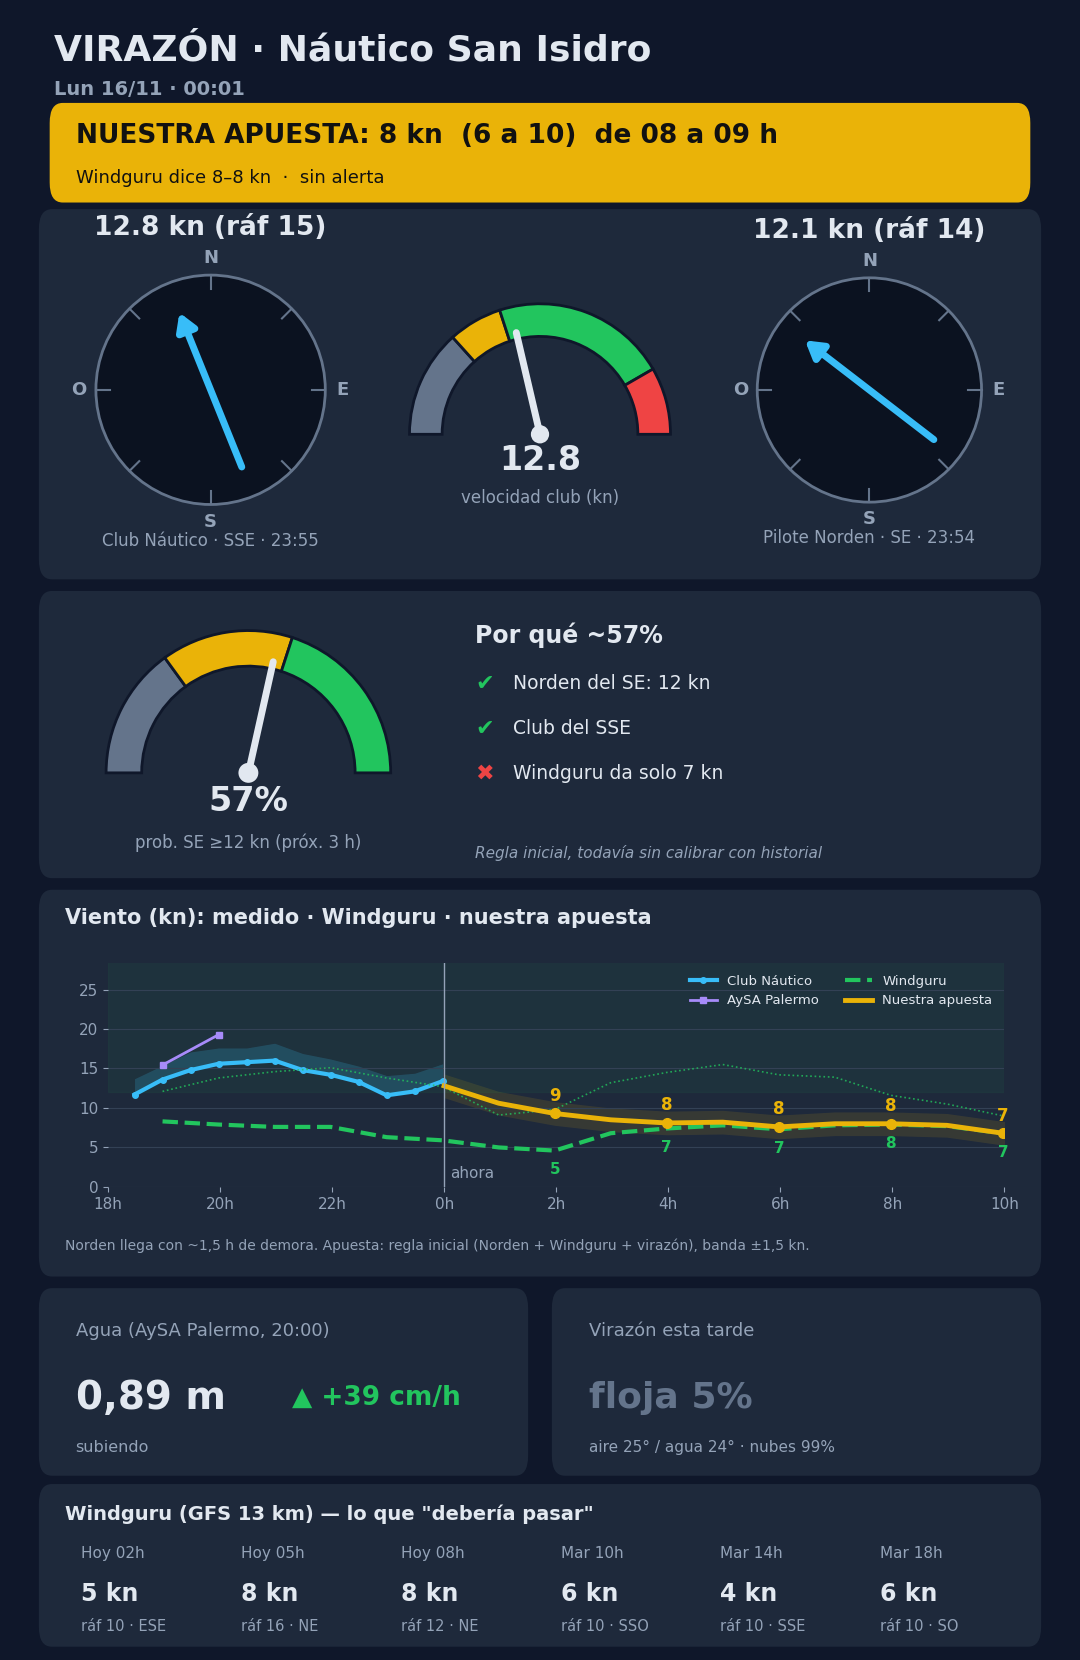 VIRAZÓN · Náutico San Isidro
Lun 16/11 · 00:01
NUESTRA APUESTA: 8 kn (6 a 10) de 08 a 09 h
Windguru dice 8–8 kn · sin alerta
12.8 kn (ráf 15)
N
O
E
S
Club Náutico · SSE · 23:55
12.8
velocidad club (kn)
12.1 kn (ráf 14)
N
O
E
S
Pilote Norden · SE · 23:54
57%
prob. SE ≥12 kn (próx. 3 h)
Por qué ~57%
✔ Norden del SE: 12 kn
✔ Club del SSE
✖ Windguru da solo 7 kn
Regla inicial, todavía sin calibrar con historial
Viento (kn): medido · Windguru · nuestra apuesta
Club Náutico
AySA Palermo
Windguru
Nuestra apuesta
25
20
15
10
5
0
9
8
8
8
7
5
7
7
8
7
ahora
18h 20h 22h 0h 2h 4h 6h 8h 10h
Norden llega con ~1,5 h de demora. Apuesta: regla inicial (Norden + Windguru + virazón), banda ±1,5 kn.
Agua (AySA Palermo, 20:00)
0,89 m ▲ +39 cm/h
subiendo
Virazón esta tarde
floja 5%
aire 25° / agua 24° · nubes 99%
Windguru (GFS 13 km) — lo que "debería pasar"
Hoy 02h Hoy 05h Hoy 08h Mar 10h Mar 14h Mar 18h
5 kn 8 kn 8 kn 6 kn 4 kn 6 kn
ráf 10 · ESE ráf 16 · NE ráf 12 · NE ráf 10 · SSO ráf 10 · SSE ráf 10 · SO